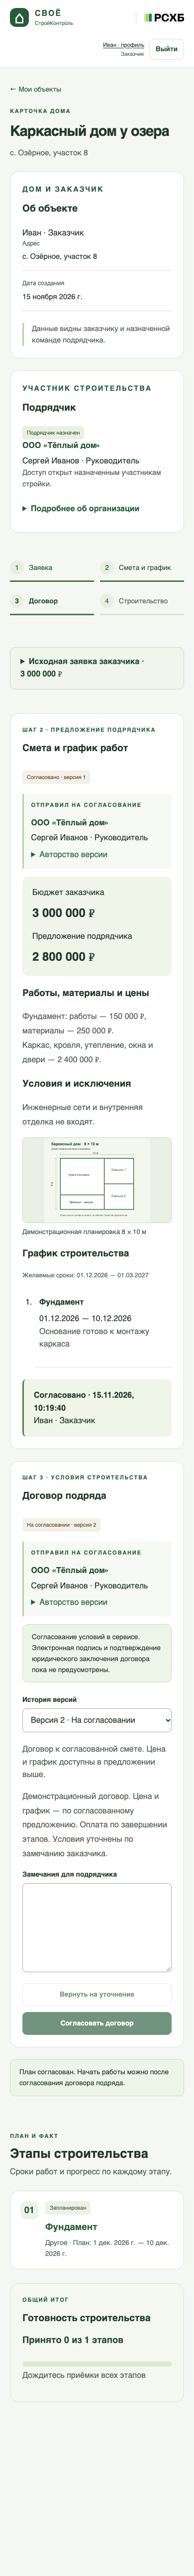 СВОЁ
СтройКонтроль
РСХБ
Иван · профиль
Заказчик
Выйти
← Мои объекты
КАРТОЧКА ДОМА
Каркасный дом у озера
с. Озёрное, участок 8
ДОМ И ЗАКАЗЧИК
Об объекте
Иван · Заказчик
Адрес
с. Озёрное, участок 8
Дата создания
15 ноября 2026 г.
Данные видны заказчику и назначенной
команде подрядчика.
УЧАСТНИК СТРОИТЕЛЬСТВА
Подрядчик
Подрядчик назначен
ООО «Тёплый дом»
Сергей Иванов · Руководитель
Доступ открыт назначенным участникам
стройки.
▶ Подробнее об организации
1 Заявка
2 Смета и график
3 Договор
4 Строительство
▶ Исходная заявка заказчика ·
3 000 000 ₽
ШАГ 2 · ПРЕДЛОЖЕНИЕ ПОДРЯДЧИКА
Смета и график работ
Согласовано · версия 1
ОТПРАВИЛ НА СОГЛАСОВАНИЕ
ООО «Тёплый дом»
Сергей Иванов · Руководитель
▶ Авторство версии
Бюджет заказчика
3 000 000 ₽
Предложение подрядчика
2 800 000 ₽
Работы, материалы и цены
Фундамент: работы — 150 000 ₽,
материалы — 250 000 ₽.
Каркас, кровля, утепление, окна и
двери — 2 400 000 ₽.
Условия и исключения
Инженерные сети и внутренняя
отделка не входят.
Каркасный дом · 8 × 10 м
Демонстрационная планировка 8 × 10 м
График строительства
Желаемые сроки: 01.12.2026 — 01.03.2027
1. Фундамент
01.12.2026 — 10.12.2026
Основание готово к монтажу
каркаса
Согласовано · 15.11.2026,
10:19:40
Иван · Заказчик
ШАГ 3 · УСЛОВИЯ СТРОИТЕЛЬСТВА
Договор подряда
На согласовании · версия 2
ОТПРАВИЛ НА СОГЛАСОВАНИЕ
ООО «Тёплый дом»
Сергей Иванов · Руководитель
▶ Авторство версии
Согласование условий в сервисе.
Электронная подпись и подтверждение
юридического заключения договора
пока не предусмотрены.
История версий
Версия 2 · На согласовании
Договор к согласованной смете. Цена
и график доступны в предложении
выше.
Демонстрационный договор. Цена и
график — по согласованному
предложению. Оплата по завершении
этапов. Условия уточнены по
замечанию заказчика.
Замечания для подрядчика
Вернуть на уточнение
Согласовать договор
План согласован. Начать работы можно после
согласования договора подряда.
ПЛАН И ФАКТ
Этапы строительства
Сроки работ и прогресс по каждому этапу.
01
Запланирован
Фундамент
Другое · План: 1 дек. 2026 г. — 10 дек.
2026 г.
ОБЩИЙ ИТОГ
Готовность строительства
Принято 0 из 1 этапов
Дождитесь приёмки всех этапов